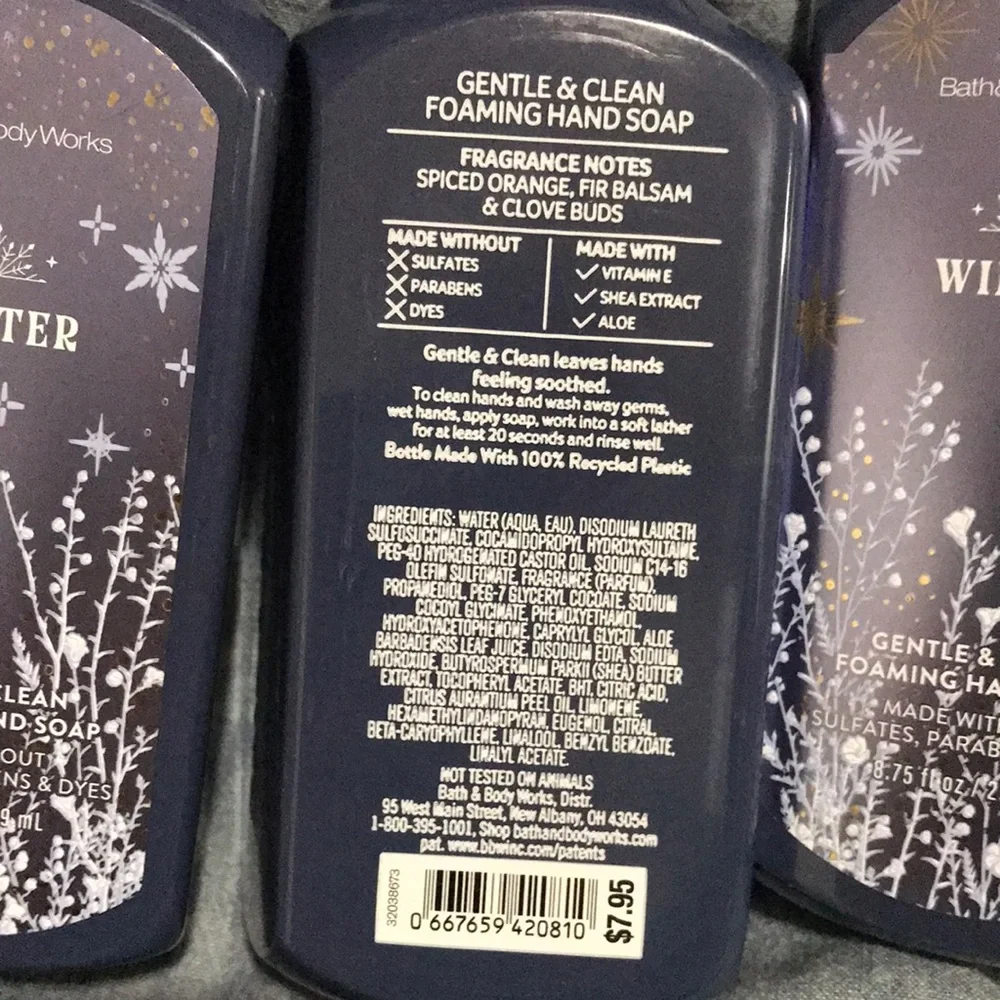 odyWorks
TER
CLEAN
ND SOAP
OUT
ENS & DYES
9 mL
GENTLE & CLEAN
FOAMING HAND SOAP
FRAGRANCE NOTES
SPICED ORANGE, FIR BALSAM
& CLOVE BUDS
MADE WITHOUT
SULFATES
PARABENS
DYES
MADE WITH
VITAMIN E
SHEA EXTRACT
ALOE
Gentle & Clean leaves hands
feeling soothed.
To clean hands and wash away germs,
wet hands, apply soap, work into a soft lather
for at least 20 seconds and rinse well.
Bottle Made With 100% Recycled Plastic
INGREDIENTS: WATER (AQUA, EAU), DISODIUM LAURETH
SULFOSUCCINATE, COCAMIDOPROPYL HYDROXYSULTAINE,
PEG-40 HYDROGENATED CASTOR OIL, SODIUM C14-16
OLEFIN SULFONATE, FRAGRANCE (PARFUM),
PROPANEDIOL, PEG-7 GLYCERYL COCOATE, SODIUM
COCOYL GLYCINATE, PHENOXYETHANOL,
HYDROXYACETOPHENONE, CAPRYLYL GLYCOL, ALOE
BARBADENSIS LEAF JUICE, DISODIUM EDTA, SODIUM
HYDROXIDE, BUTYROSPERMUM PARKII (SHEA) BUTTER
EXTRACT, TOCOPHERYL ACETATE, BHT, CITRIC ACID,
CITRUS AURANTIUM PEEL OIL, LIMONENE,
HEXAMETHYLINDANOPYRAN, EUGENOL, CITRAL,
BETA-CARYOPHYLLENE, LINALOOL, BENZYL BENZOATE,
LINALYL ACETATE.
NOT TESTED ON ANIMALS
Bath & Body Works, Distr.
95 West Main Street, New Albany, OH 43054
1-800-395-1001, Shop bathandbodyworks.com
pat. www.bbwinc.com/patents
32038673
0 667659 420810
$7.95
Bath&
WI
GENTLE &
FOAMING HA
MADE WIT
SULFATES, PARAB
8.75 fl oz / 2